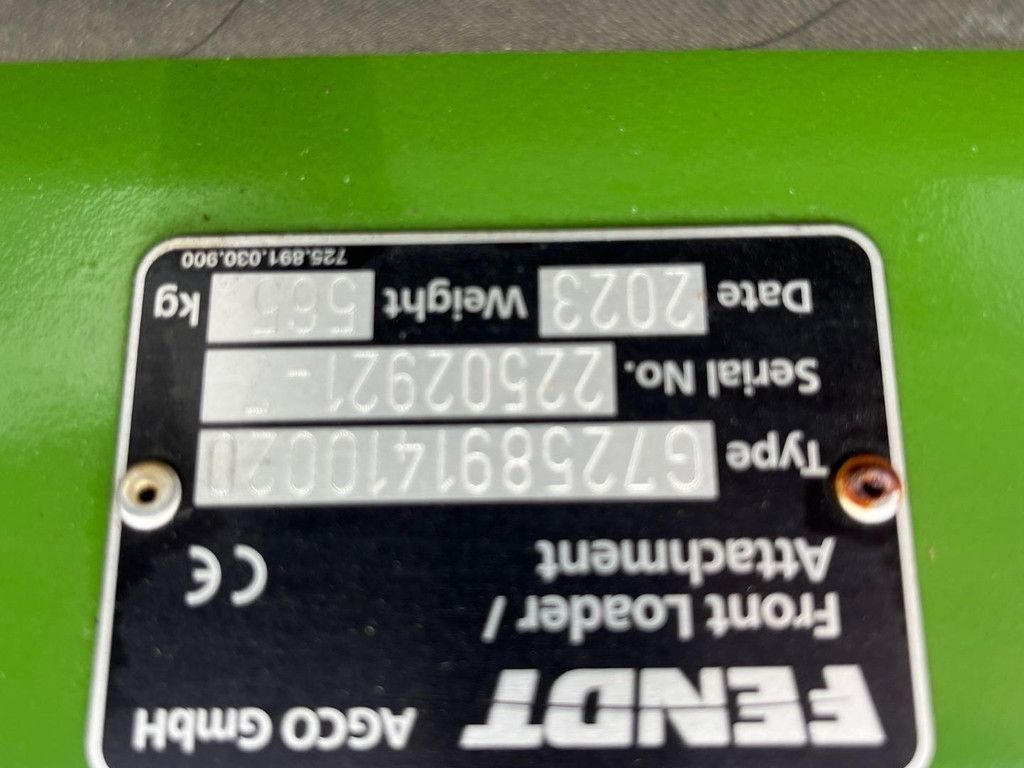 FENDT AGCO GmbH
Front Loader /
Attachment CE
Type G725891410020
Serial No. 22502921 -
Date 2023 Weight 565 kg
725.891.030.900